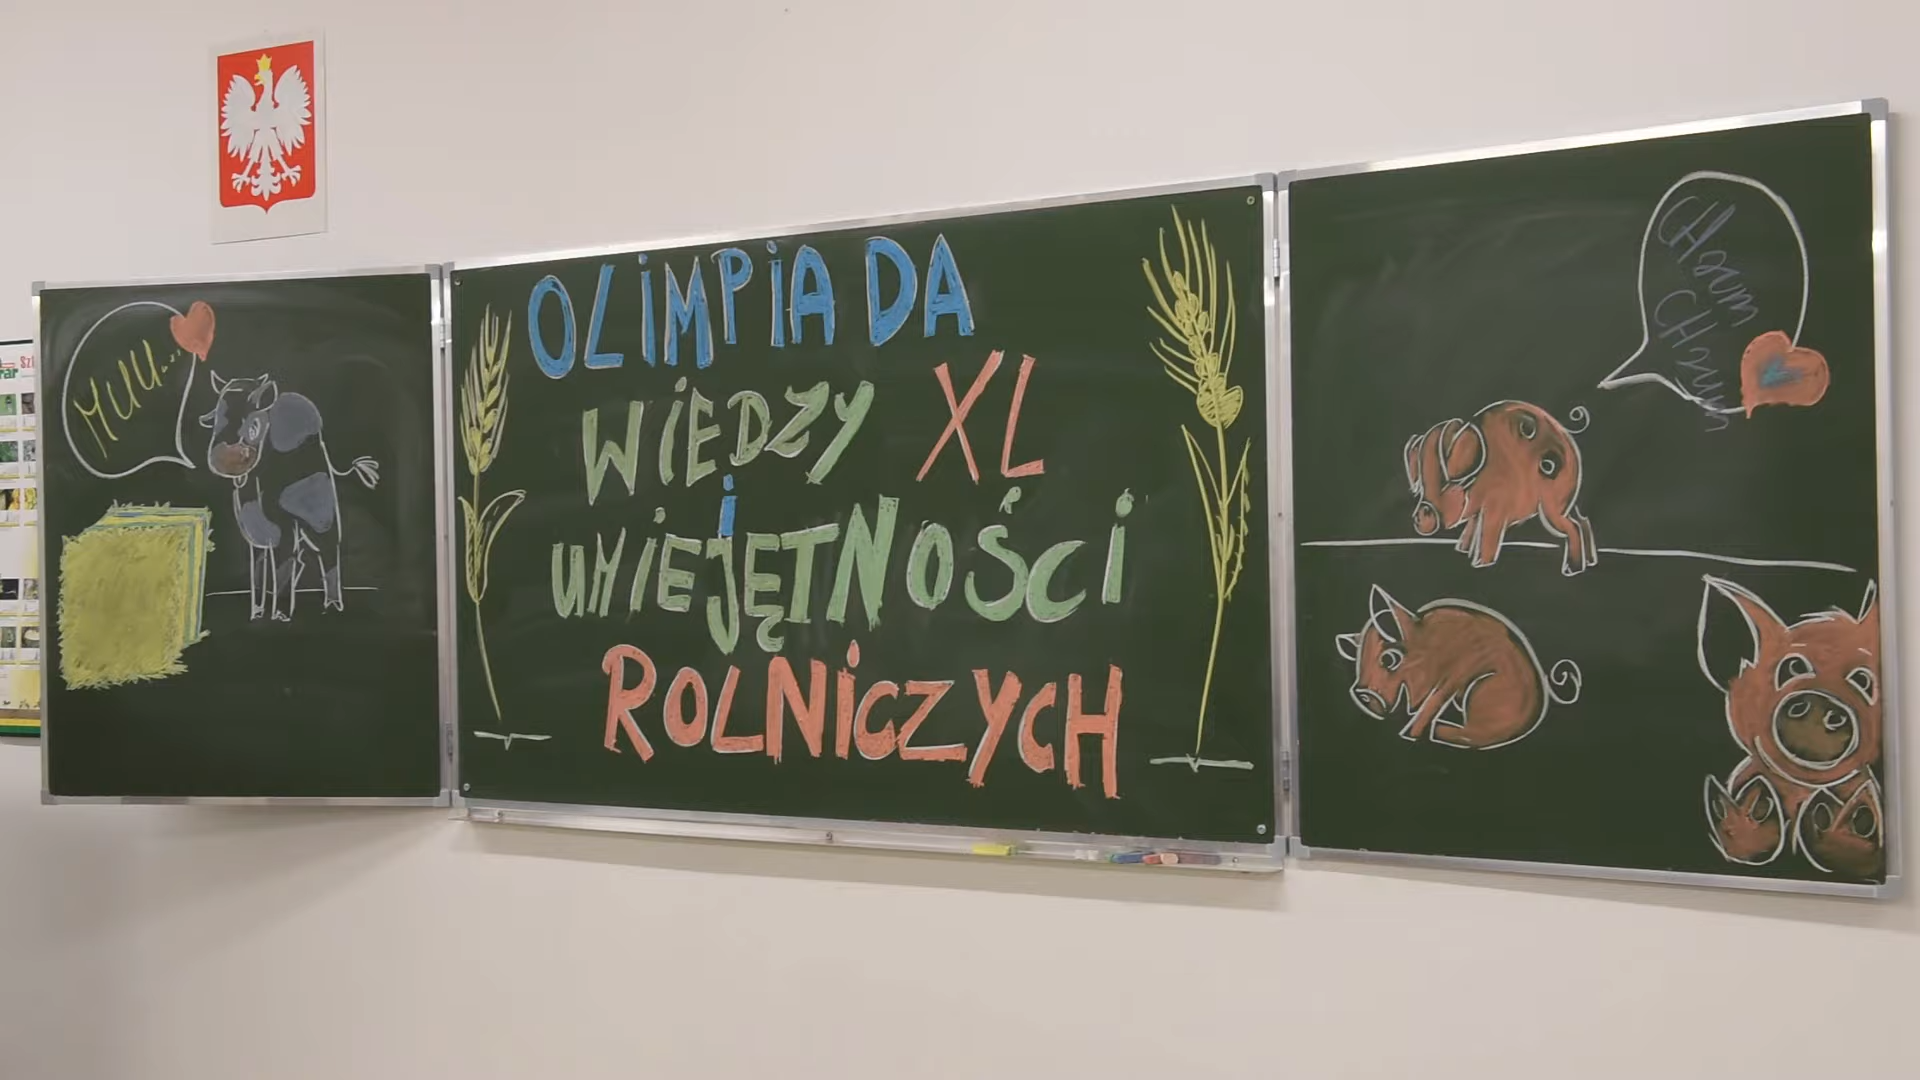 Muu...
OLIMPIADA
WIEDZY XL
i
UMIEJĘTNOŚCI
ROLNICZYCH
CHrum
CHrum